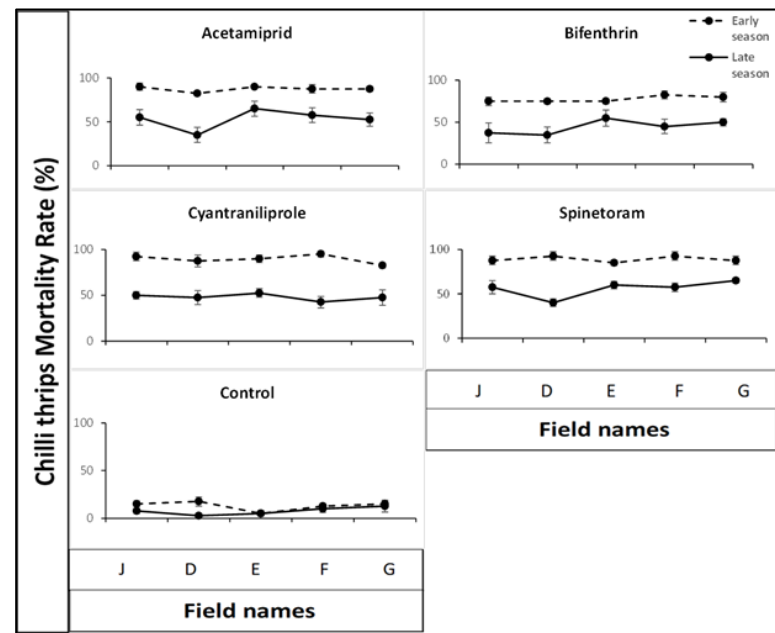 Chilli thrips Mortality Rate (%)
Acetamiprid
100
50
0
Bifenthrin
Early
season
Late
season
100
50
0
Cyantraniliprole
100
50
0
Spinetoram
100
50
0
Control
100
50
0
J D E F G
Field names
J D E F G
Field names